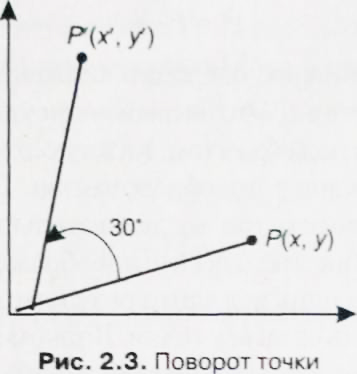 P'(x', y')
30°
P(x, y)
Рис. 2.3. Поворот точки